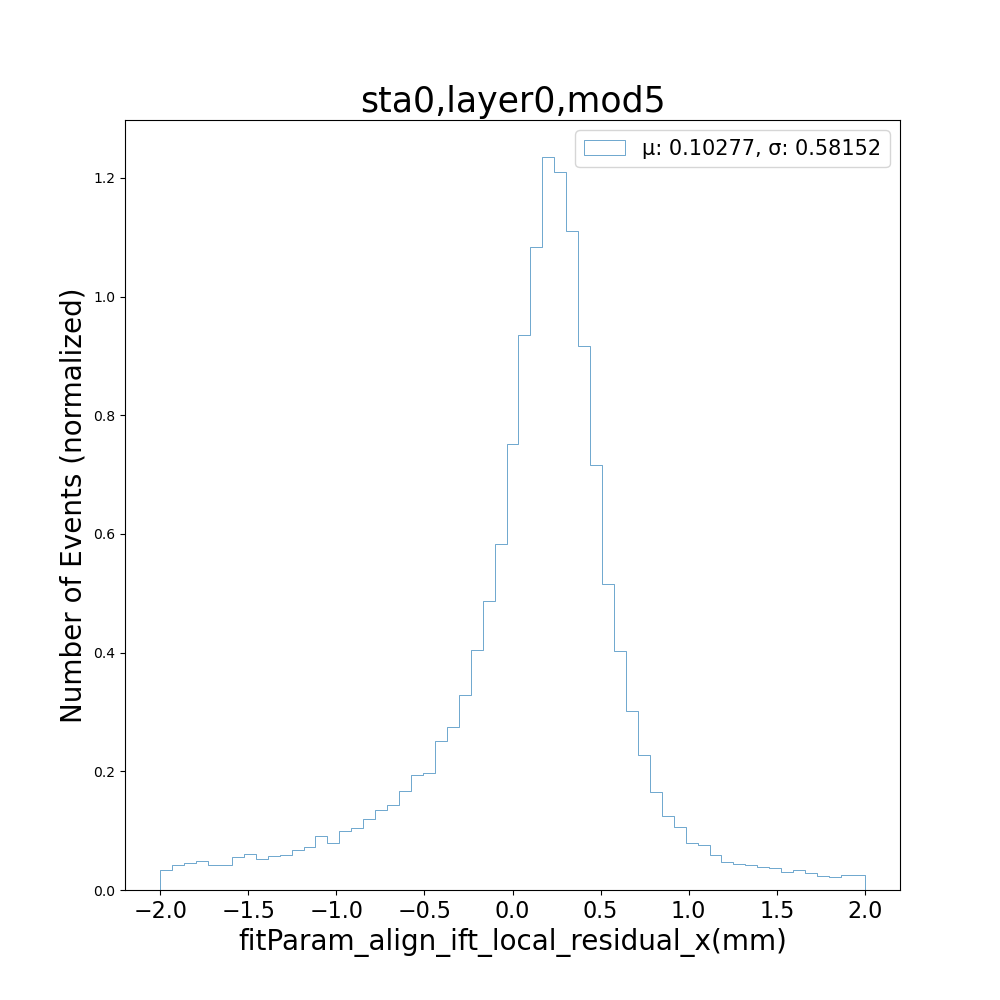 sta0,layer0,mod5
μ: 0.10277, σ: 0.58152
Number of Events (normalized)
1.2
1.0
0.8
0.6
0.4
0.2
0.0
−2.0 −1.5 −1.0 −0.5 0.0 0.5 1.0 1.5 2.0
fitParam_align_ift_local_residual_x(mm)